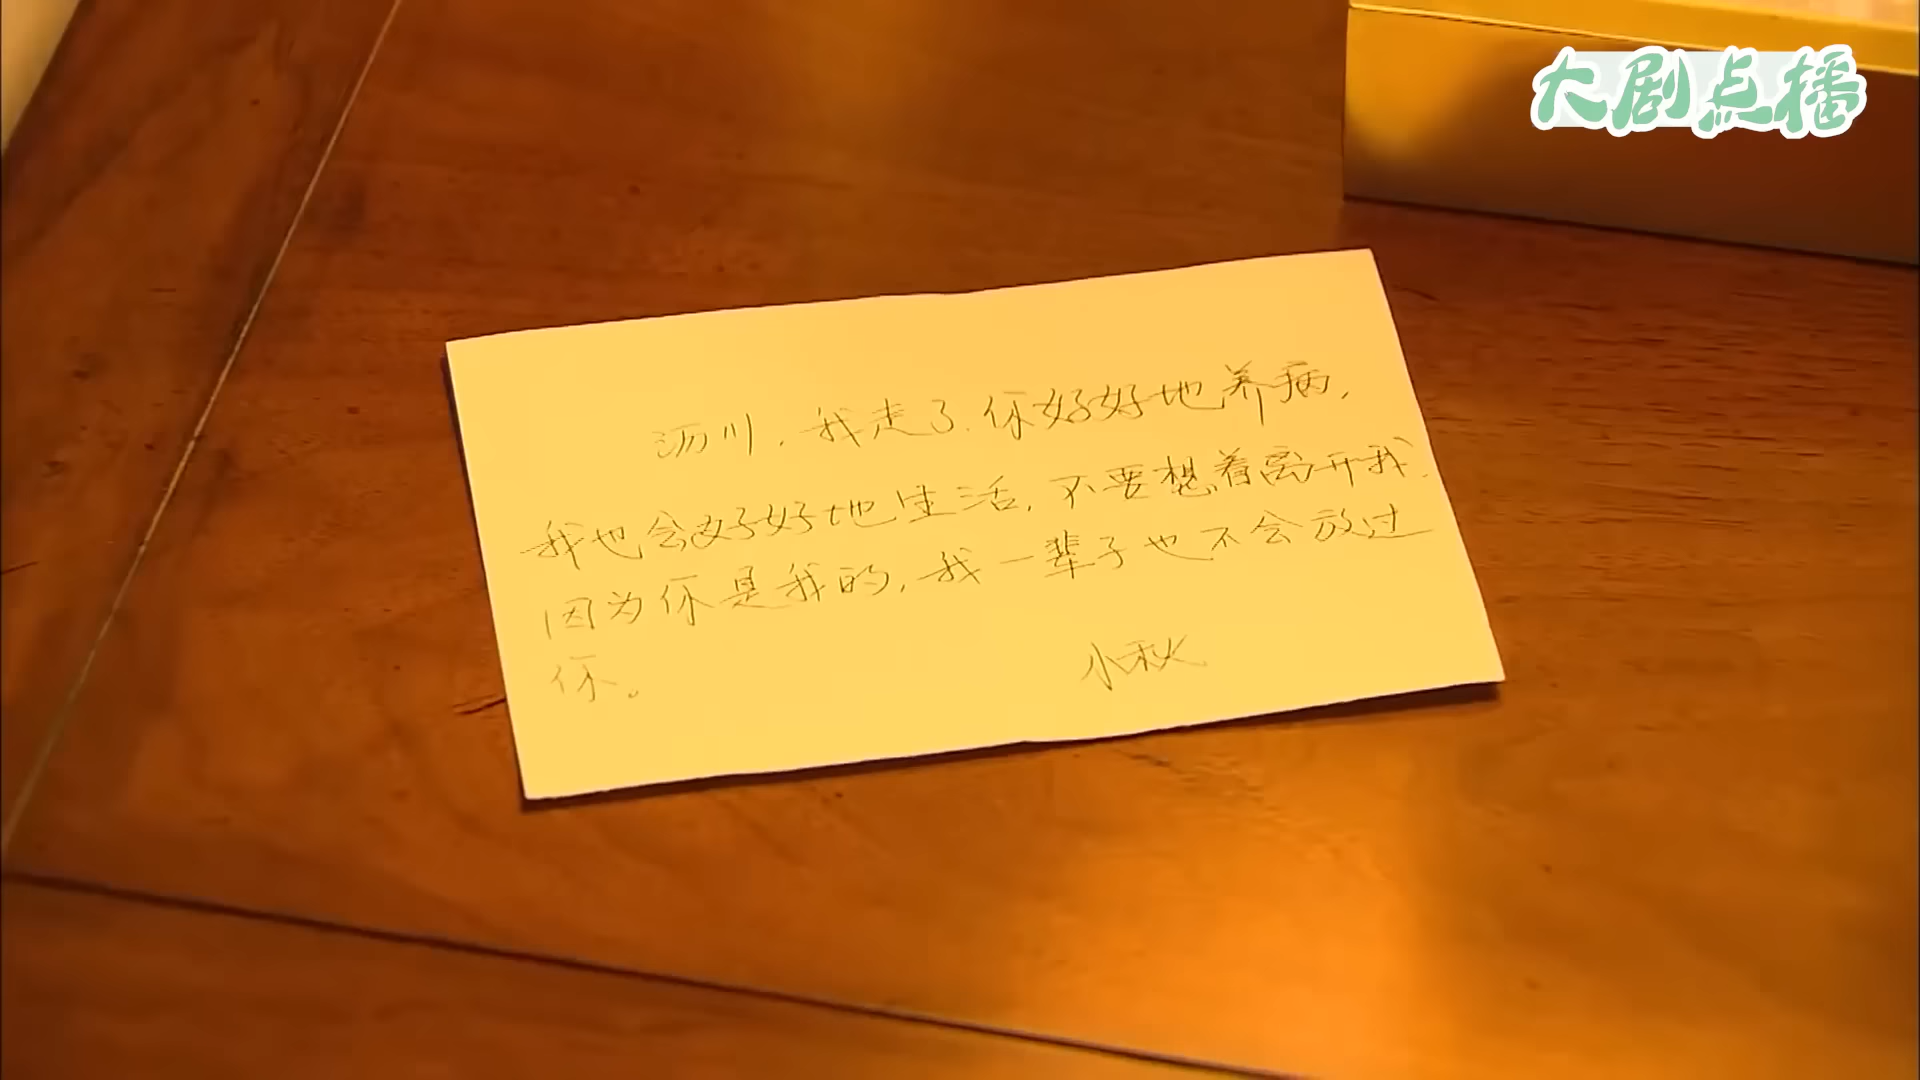 大剧点播
沥川，我走了.你好好地养病，
我也会好好地生活，不要想着离开我.
因为你是我的，我一辈子也不会放过
你。
小秋